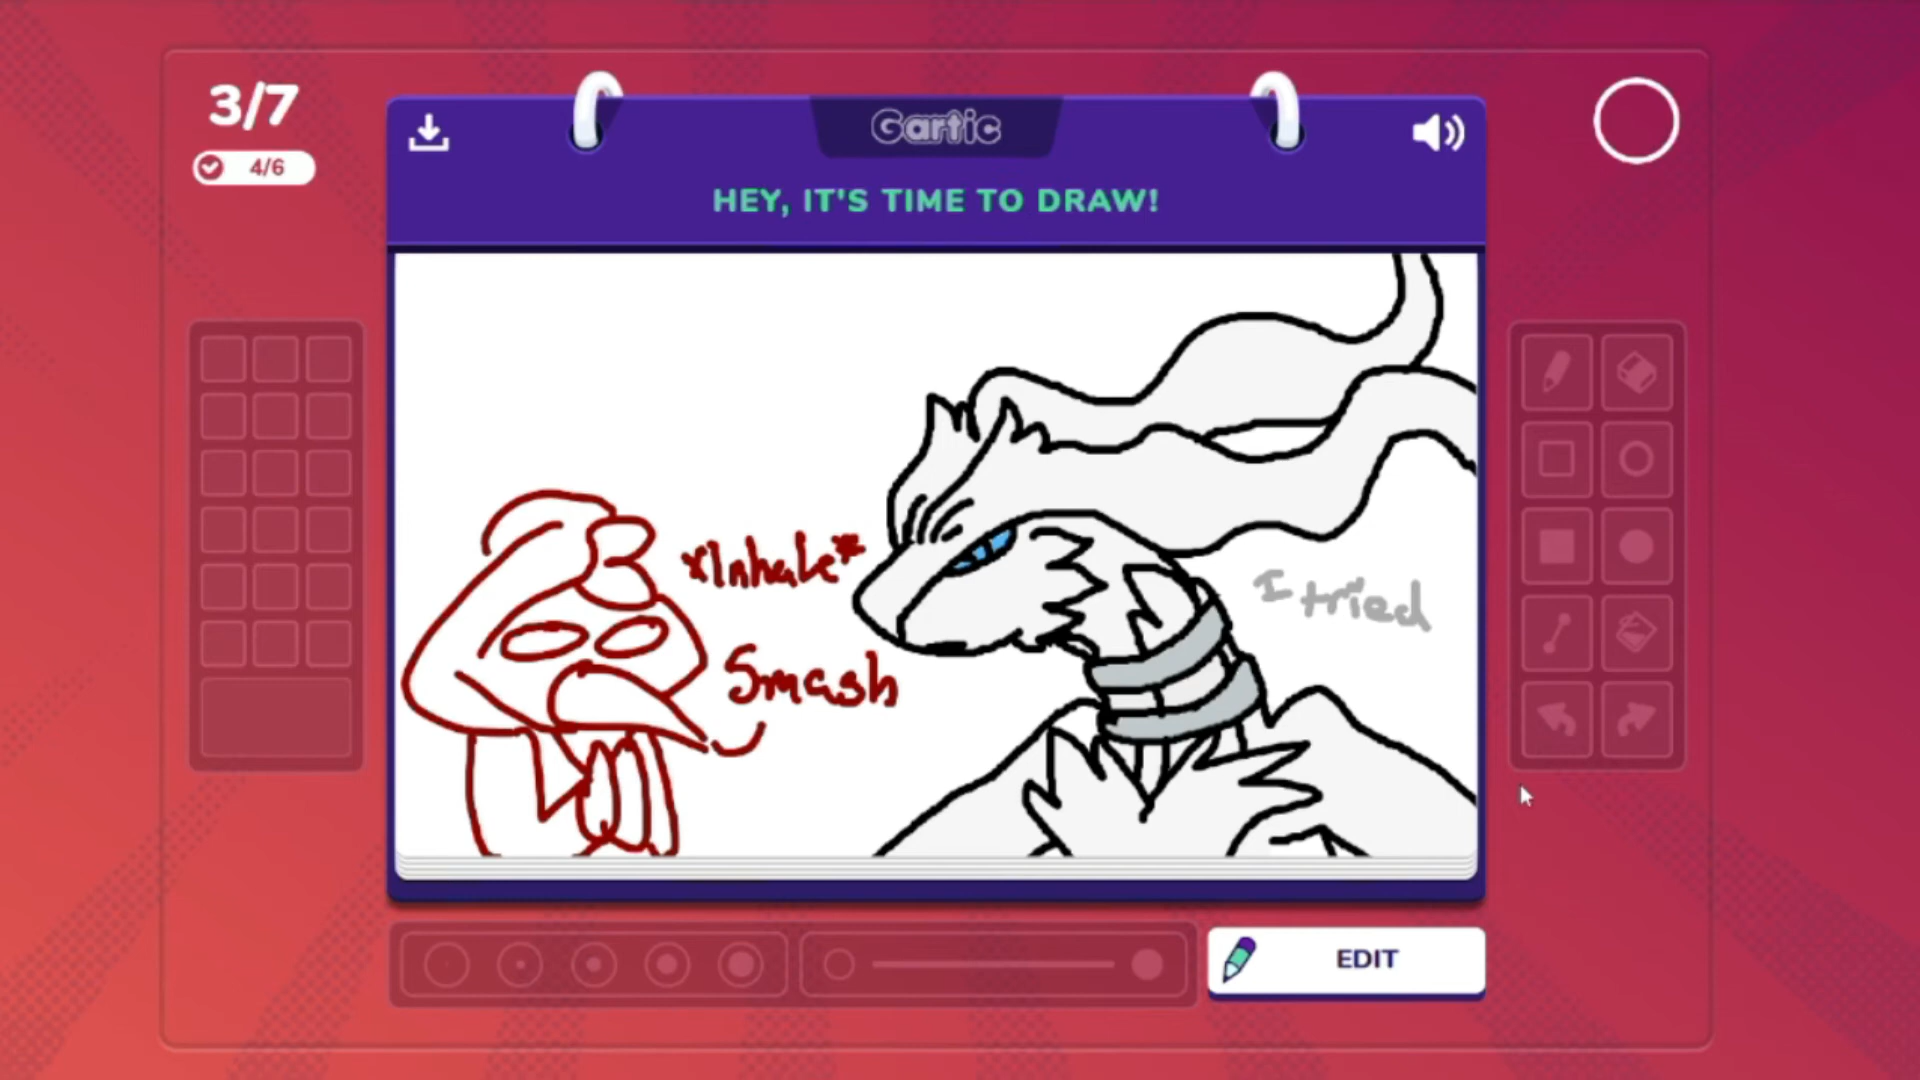 3/7
4/6
Gartic
HEY, IT'S TIME TO DRAW!
*Inhale*
Smash
I tried
EDIT